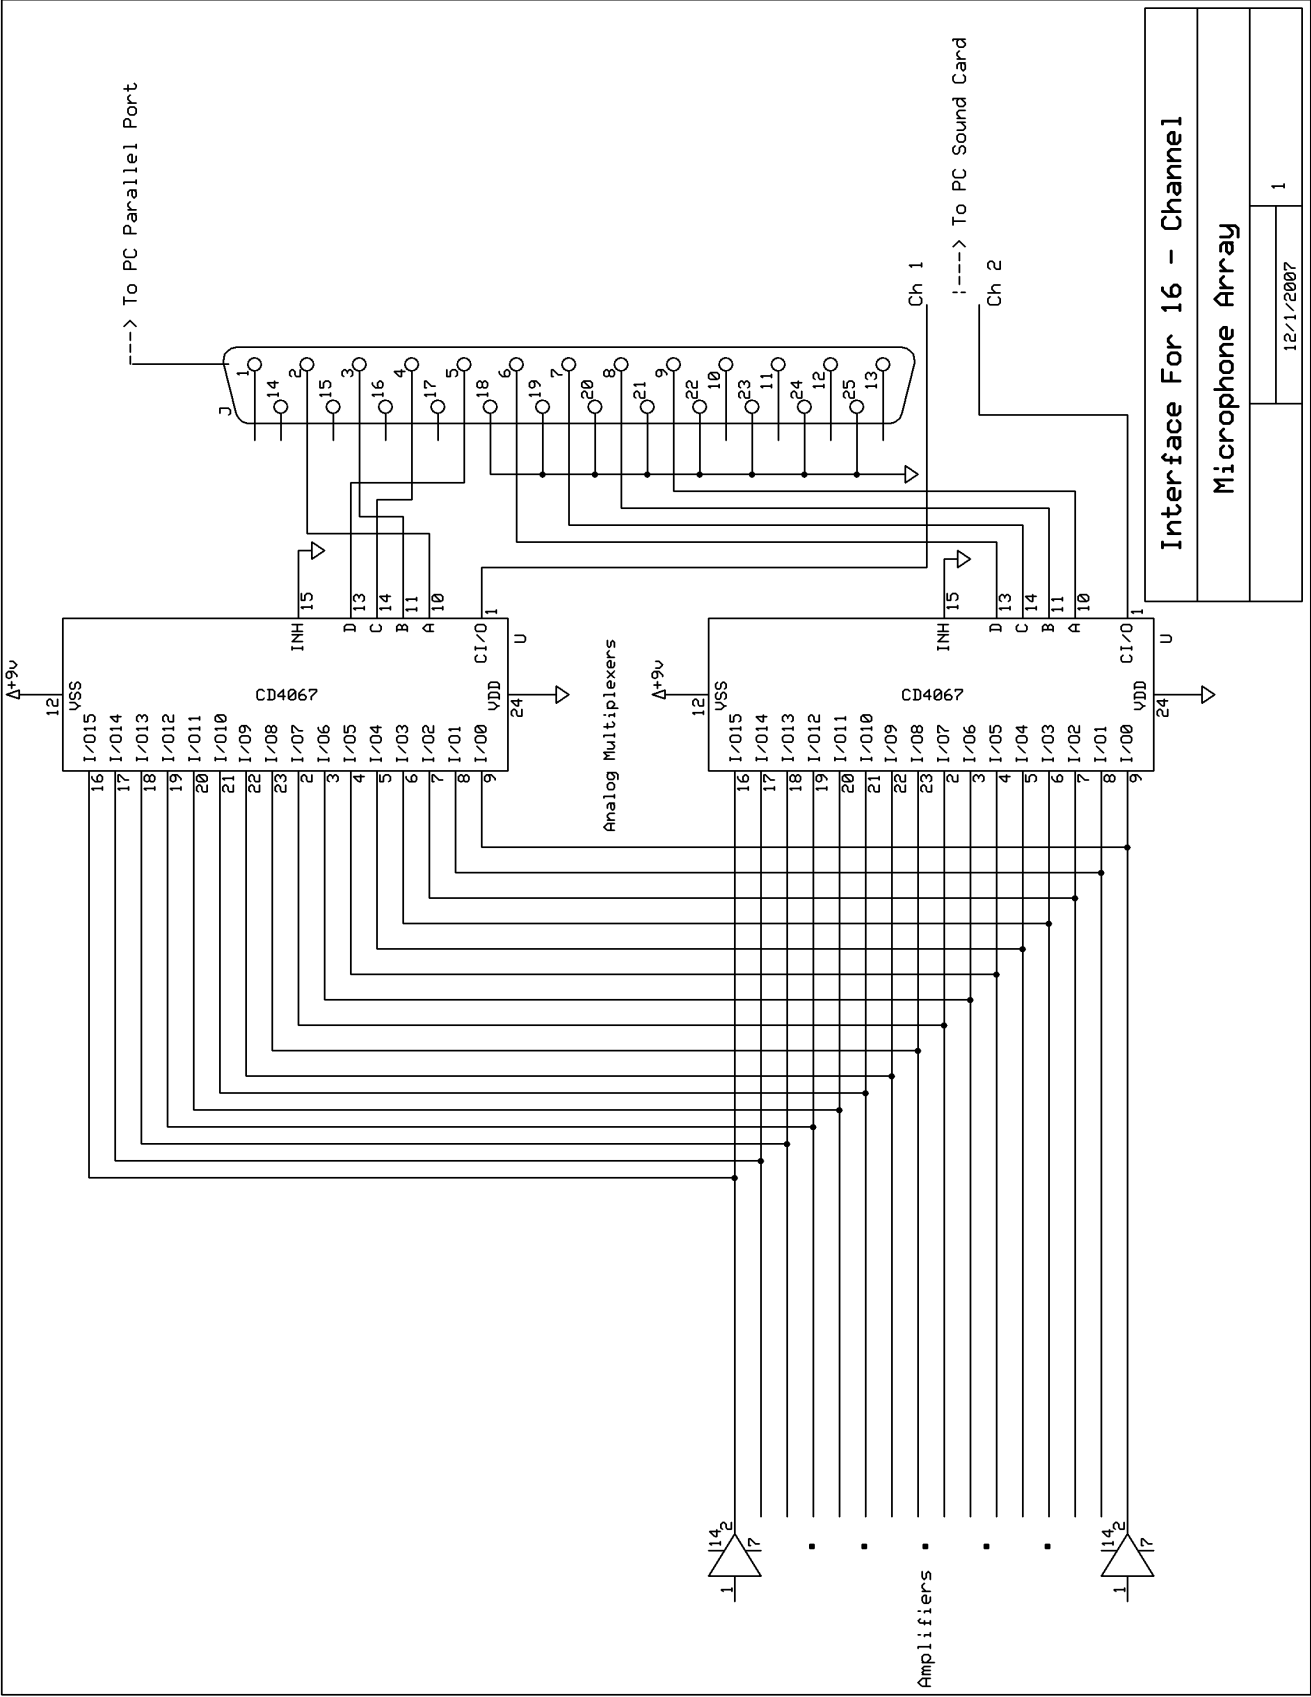 Interface For 16 - Channel
Microphone Array
12/1/2007
1
----> To PC Parallel Port
J
1
14
2
15
3
16
4
17
5
18
6
19
7
20
8
21
9
22
10
23
11
24
12
25
13
Ch 1
:----> To PC Sound Card
Ch 2
+9v
12
VSS
CD4067
VDD
24
U
INH 15
D 13
C 14
B 11
A 10
CI/O 1
I/O15 16
I/O14 17
I/O13 18
I/O12 19
I/O11 20
I/O10 21
I/O9 22
I/O8 23
I/O7 2
I/O6 3
I/O5 4
I/O4 5
I/O3 6
I/O2 7
I/O1 8
I/O0 9
Analog Multiplexers
+9v
12
VSS
CD4067
VDD
24
U
INH 15
D 13
C 14
B 11
A 10
CI/O 1
I/O15 16
I/O14 17
I/O13 18
I/O12 19
I/O11 20
I/O10 21
I/O9 22
I/O8 23
I/O7 2
I/O6 3
I/O5 4
I/O4 5
I/O3 6
I/O2 7
I/O1 8
I/O0 9
1
14
2
7
Amplifiers
1
14
2
7